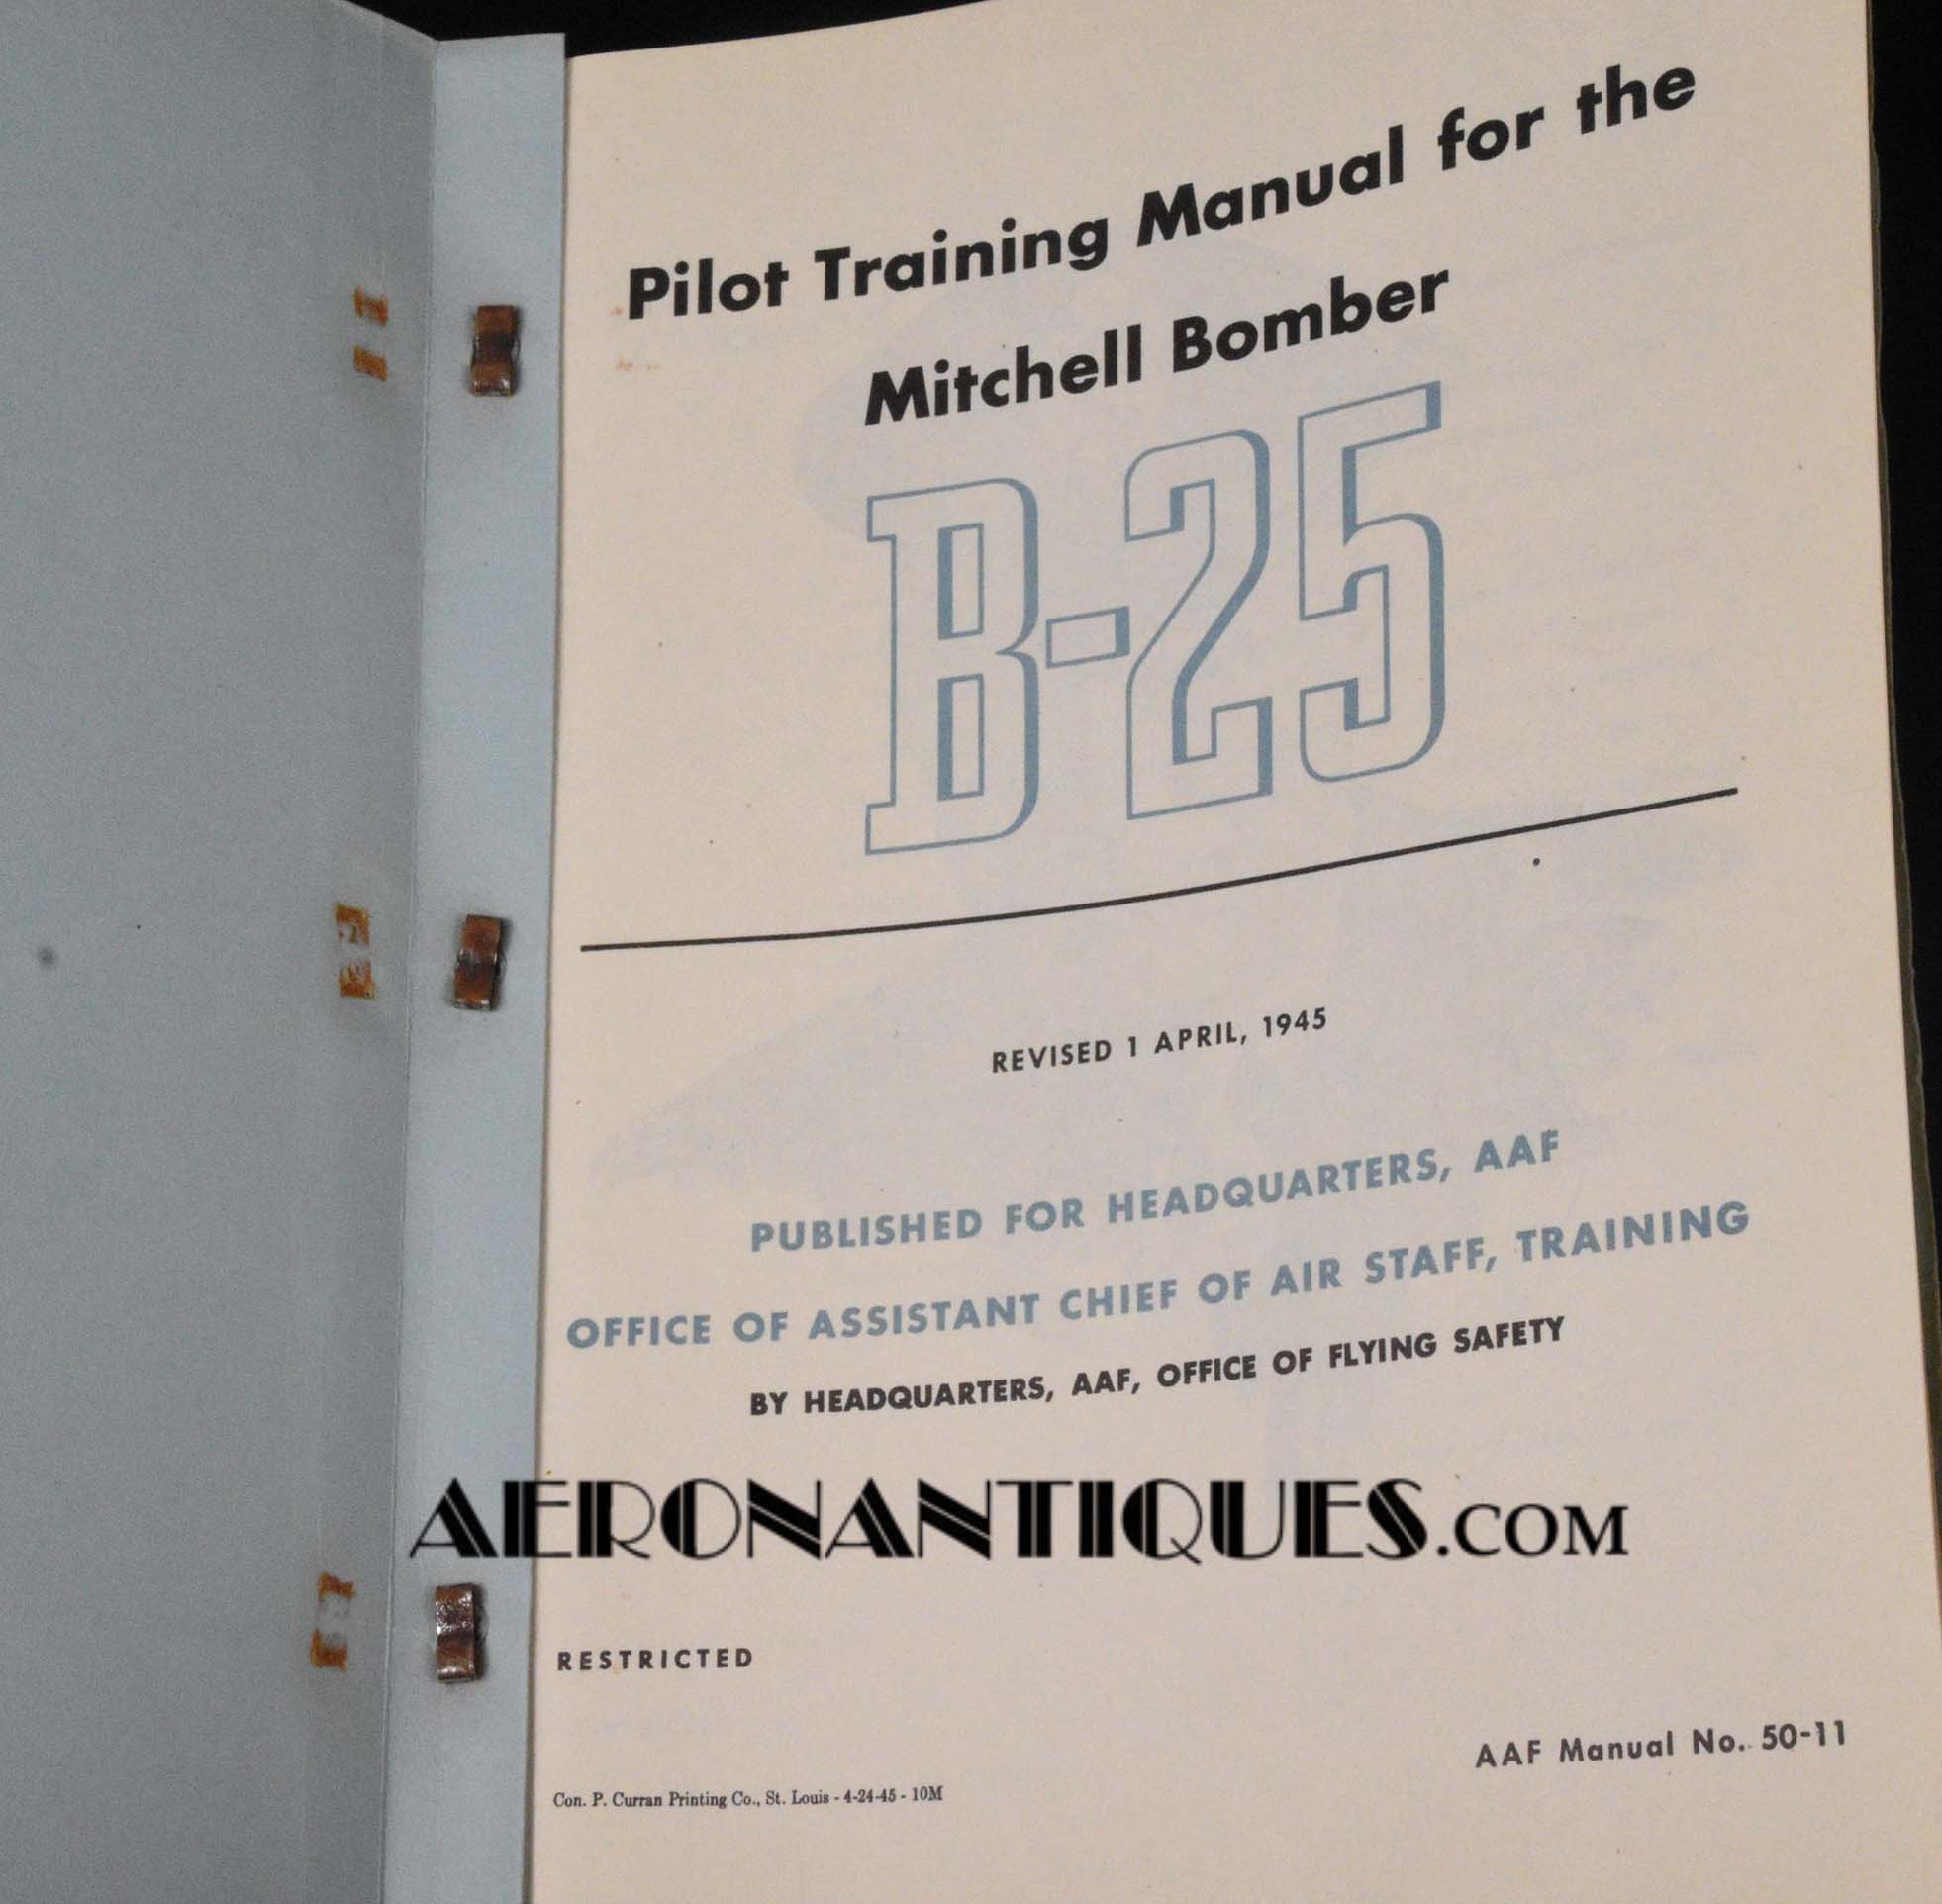 Pilot Training Manual for the
Mitchell Bomber
B-25
REVISED 1 APRIL, 1945
PUBLISHED FOR HEADQUARTERS, AAF
OFFICE OF ASSISTANT CHIEF OF AIR STAFF, TRAINING
BY HEADQUARTERS, AAF, OFFICE OF FLYING SAFETY
AERONANTIQUES.COM
RESTRICTED
AAF Manual No. 50-11
Con. P. Curran Printing Co., St. Louis - 4-24-45 - 10M